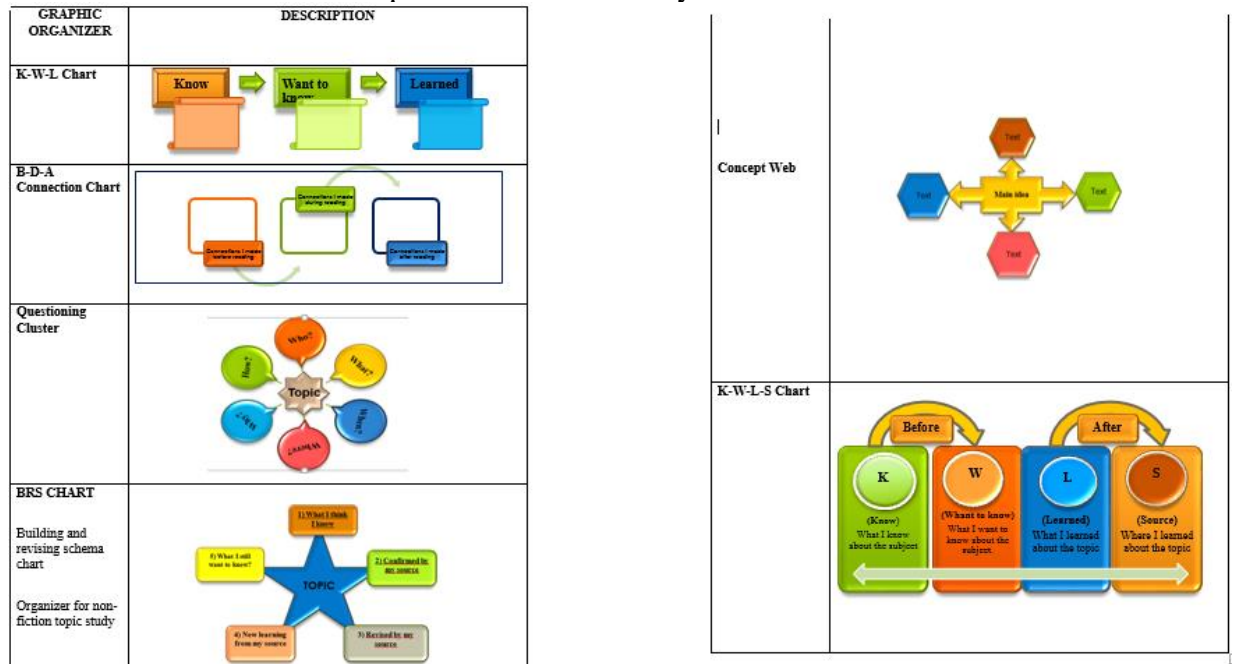 GRAPHIC
ORGANIZER
DESCRIPTION
K-W-L Chart
Know
Want to
know
Learned
B-D-A
Connection Chart
Connections I made
before reading
Connections I made
during reading
Connections I made
after reading
Questioning
Cluster
Who?
What?
When?
Where?
Why?
How?
Topic
BRS CHART
Building and
revising schema
chart
Organizer for non-
fiction topic study
1) What I think
I know
2) Confirmed by
my source
3) Revised by my
source
4) New learning
from my source
5) What I still
want to know?
TOPIC
Concept Web
Text
Text
Main idea
Text
Text
K-W-L-S Chart
Before
After
K
(Know)
What I know
about the subject
W
(Whant to know)
What I want to
know about the
subject
L
(Learned)
What I learned
about the topic
S
(Source)
Where I learned
about the topic